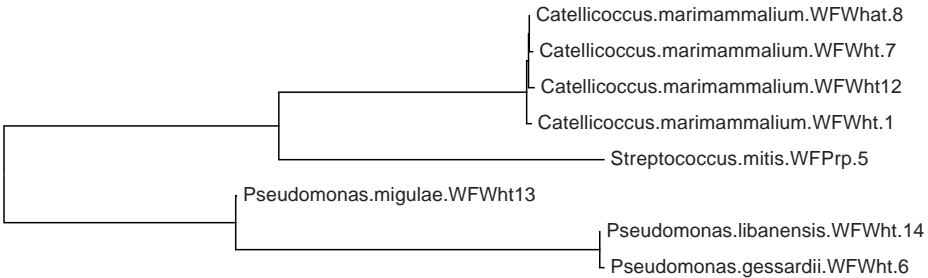 Catellicoccus.marimammalium.WFWhat.8
Catellicoccus.marimammalium.WFWht.7
Catellicoccus.marimammalium.WFWht12
Catellicoccus.marimammalium.WFWht.1
Streptococcus.mitis.WFPrp.5
Pseudomonas.migulae.WFWht13
Pseudomonas.libanensis.WFWht.14
Pseudomonas.gessardii.WFWht.6